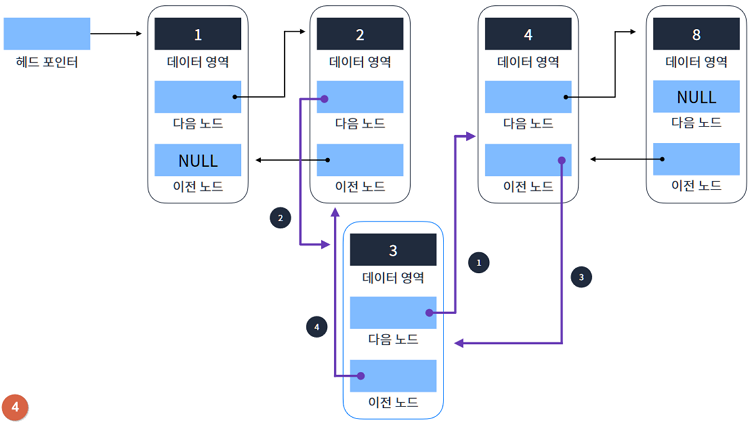 헤드 포인터
1
데이터 영역
다음 노드
NULL
이전 노드
2
데이터 영역
다음 노드
이전 노드
4
데이터 영역
다음 노드
이전 노드
8
데이터 영역
NULL
다음 노드
이전 노드
2
4
3
데이터 영역
다음 노드
이전 노드
1
3
4